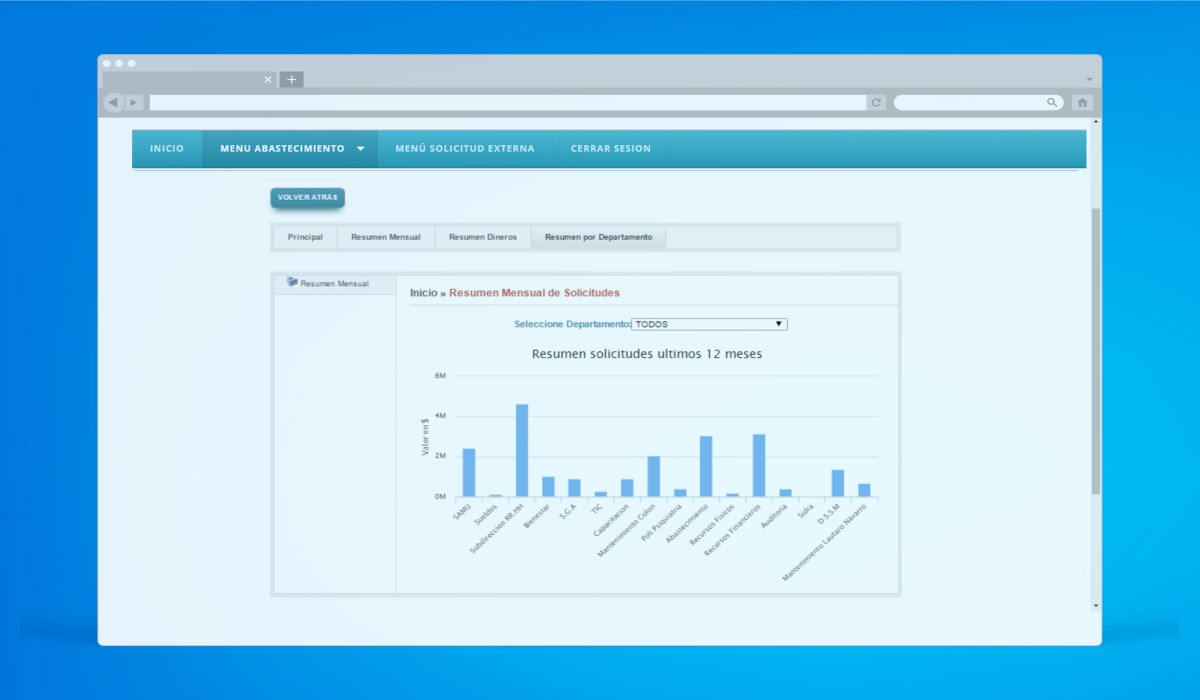 INICIO
MENU ABASTECIMIENTO
MENÚ SOLICITUD EXTERNA
CERRAR SESION
VOLVER ATRÁS
Principal
Resumen Mensual
Resumen Dineros
Resumen por Departamento
Resumen Mensual
Inicio » Resumen Mensual de Solicitudes
Seleccione Departamento: TODOS
Resumen solicitudes ultimos 12 meses
Valor en $
6M
4M
2M
0M
SAMU
Sueldos
Subdireccion RR.HH
Bienestar
S.G.A
TIC
Capacitacion
Mantenimiento Colon
Poli Psiquiatria
Abastecimiento
Recursos Fisicos
Recursos Financieros
Auditoria
Sidra
D.S.S.M
Mantenimiento Lautaro Navarro